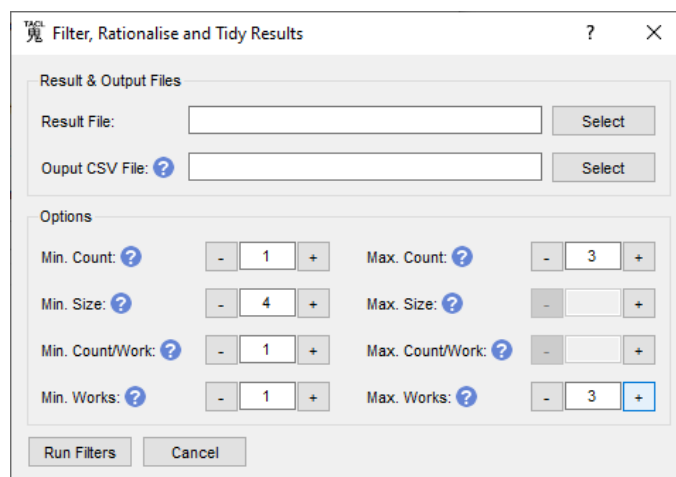 TACL
鬼 Filter, Rationalise and Tidy Results ? X
Result & Output Files
Result File: Select
Ouput CSV File: ? Select
Options
Min. Count: ? - 1 + Max. Count: ? - 3 +
Min. Size: ? - 4 + Max. Size: ? - +
Min. Count/Work: ? - 1 + Max. Count/Work: ? - +
Min. Works: ? - 1 + Max. Works: ? - 3 +
Run Filters Cancel